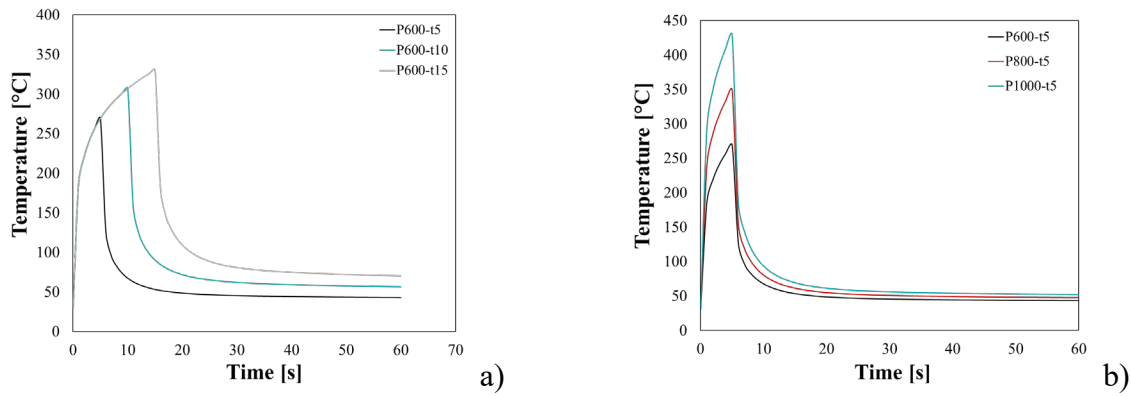 400
350
300
250
200
150
100
50
0
Temperature [°C]
P600-t5
P600-t10
P600-t15
0 10 20 30 40 50 60 70
Time [s]
a)
450
400
350
300
250
200
150
100
50
0
Temperature [°C]
P600-t5
P800-t5
P1000-t5
0 10 20 30 40 50 60
Time [s]
b)